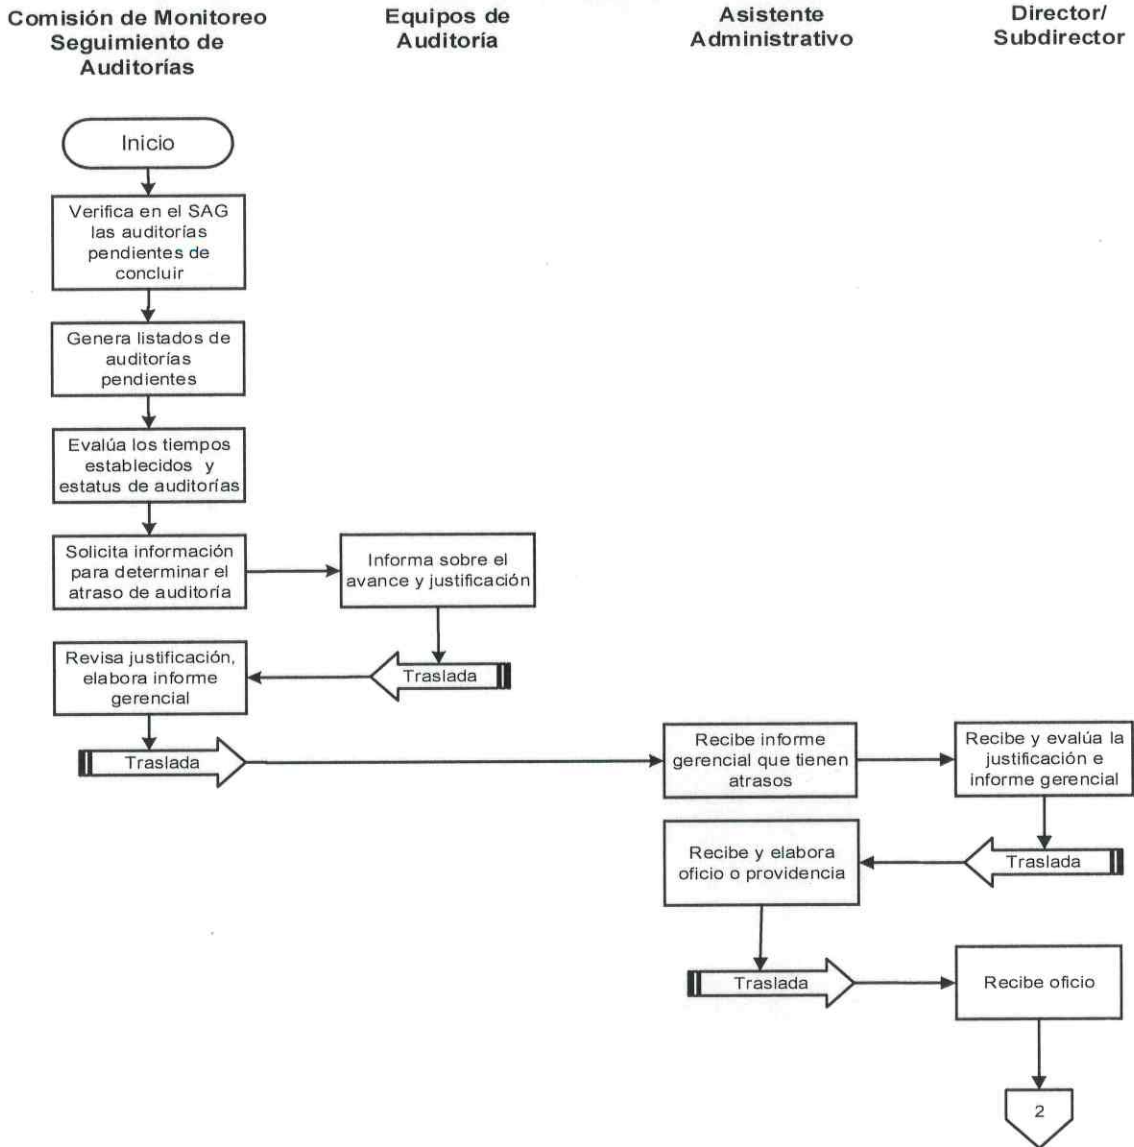 Comisión de Monitoreo
Seguimiento de
Auditorías
Equipos de
Auditoría
Asistente
Administrativo
Director/
Subdirector
Inicio
Verifica en el SAG
las auditorías
pendientes de
concluir
Genera listados de
auditorías
pendientes
Evalúa los tiempos
establecidos y
estatus de auditorías
Solicita información
para determinar el
atraso de auditoría
Informa sobre el
avance y justificación
Traslada
Revisa justificación,
elabora informe
gerencial
Traslada
Recibe informe
gerencial que tienen
atrasos
Recibe y evalúa la
justificación e
informe gerencial
Traslada
Recibe y elabora
oficio o providencia
Traslada
Recibe oficio
2